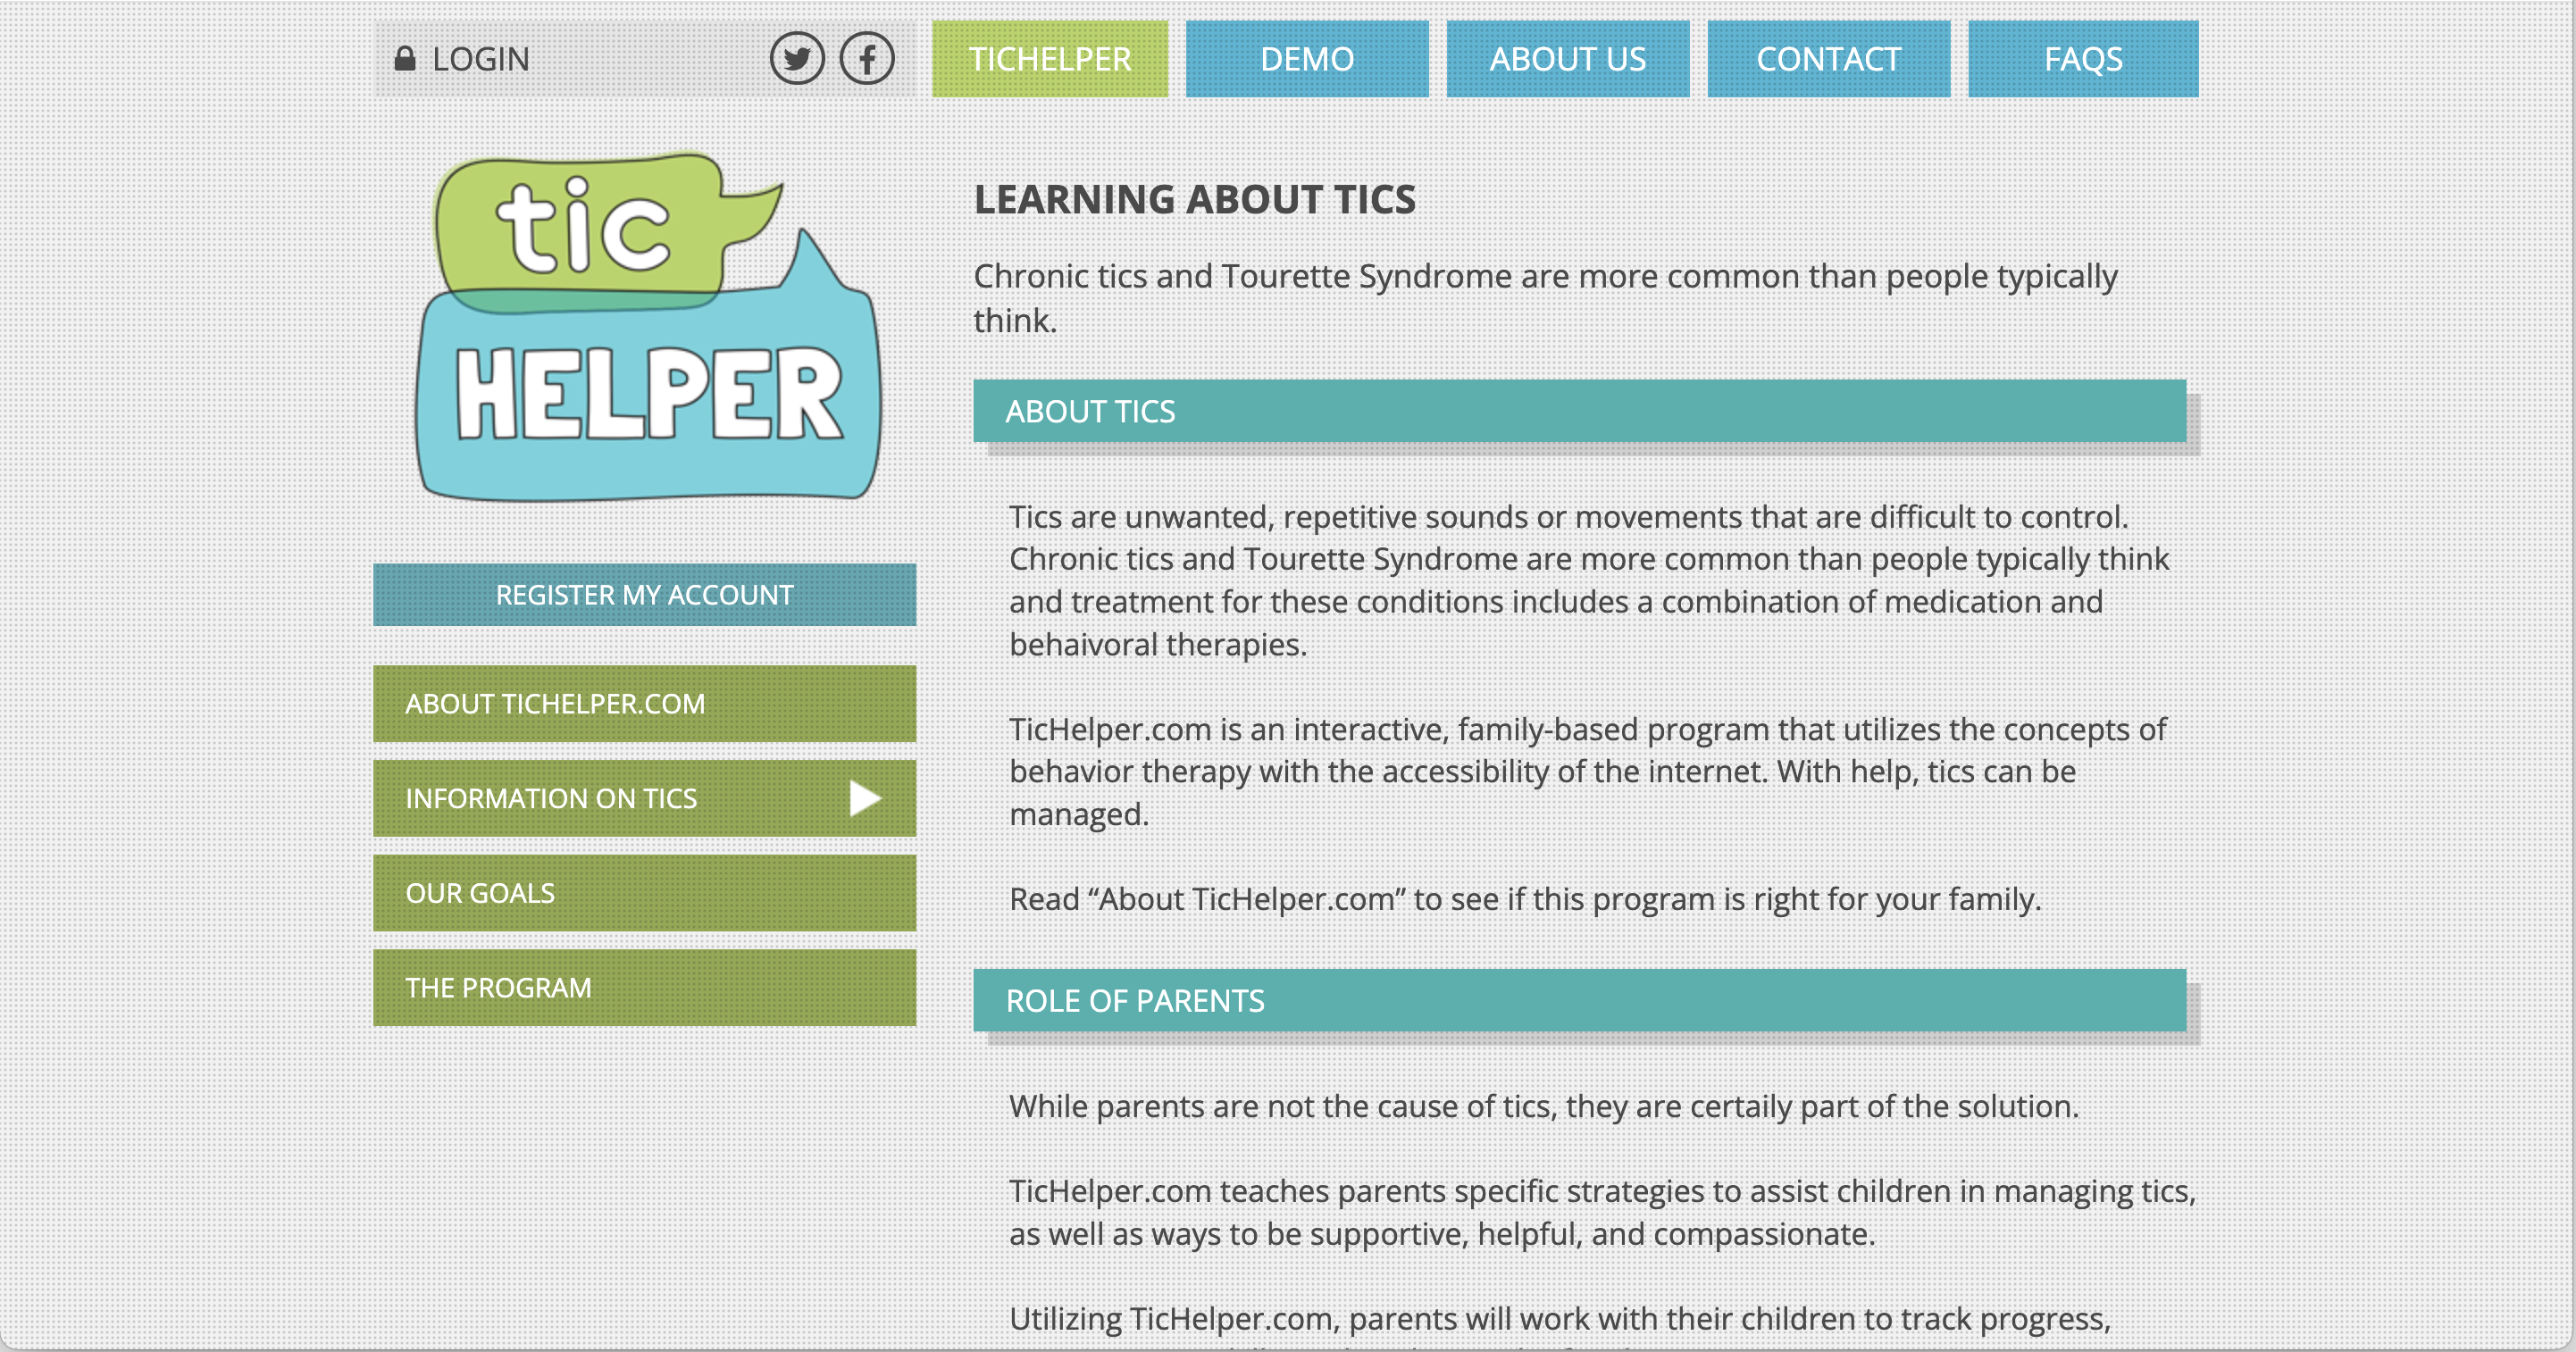 LOGIN
TICHELPER
DEMO
ABOUT US
CONTACT
FAQS
tic
HELPER
REGISTER MY ACCOUNT
ABOUT TICHELPER.COM
INFORMATION ON TICS
OUR GOALS
THE PROGRAM
LEARNING ABOUT TICS
Chronic tics and Tourette Syndrome are more common than people typically
think.
ABOUT TICS
Tics are unwanted, repetitive sounds or movements that are difficult to control.
Chronic tics and Tourette Syndrome are more common than people typically think
and treatment for these conditions includes a combination of medication and
behaivoral therapies.
TicHelper.com is an interactive, family-based program that utilizes the concepts of
behavior therapy with the accessibility of the internet. With help, tics can be
managed.
Read “About TicHelper.com” to see if this program is right for your family.
ROLE OF PARENTS
While parents are not the cause of tics, they are certaily part of the solution.
TicHelper.com teaches parents specific strategies to assist children in managing tics,
as well as ways to be supportive, helpful, and compassionate.
Utilizing TicHelper.com, parents will work with their children to track progress,